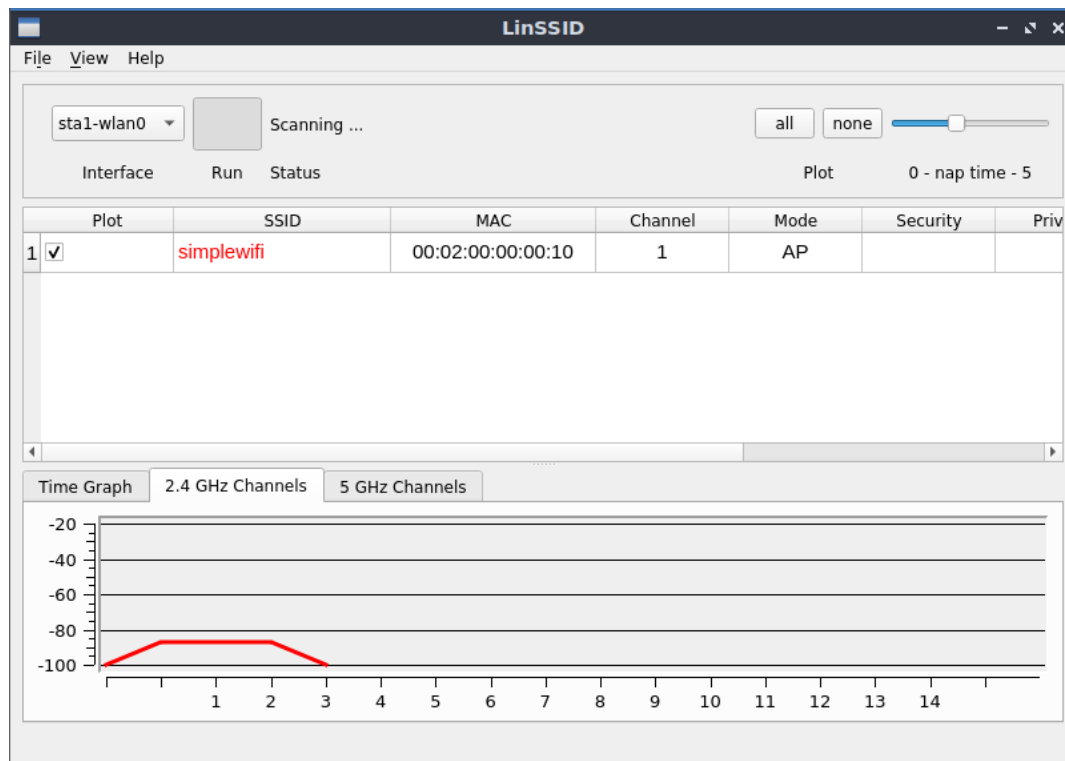 LinSSID
File View Help
sta1-wlan0 Scanning ... all none
Interface Run Status Plot 0 - nap time - 5
Plot SSID MAC Channel Mode Security Priv
1 simplewifi 00:02:00:00:00:10 1 AP
Time Graph 2.4 GHz Channels 5 GHz Channels
-20
-40
-60
-80
-100
1 2 3 4 5 6 7 8 9 10 11 12 13 14